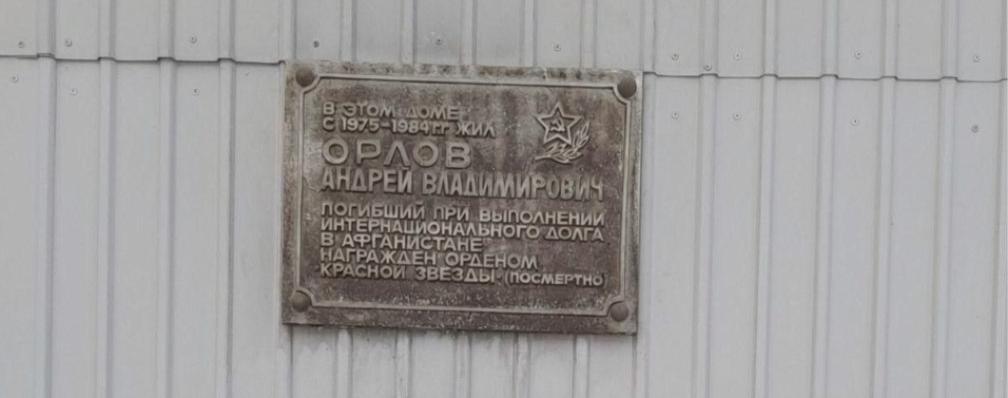 В ЭТОМ ДОМЕ
С 1975-1984 г.г. ЖИЛ
ОРЛОВ
АНДРЕЙ ВЛАДИМИРОВИЧ
ПОГИБШИЙ ПРИ ВЫПОЛНЕНИИ
ИНТЕРНАЦИОНАЛЬНОГО ДОЛГА
В АФГАНИСТАНЕ
НАГРАЖДЕН ОРДЕНОМ
КРАСНОЙ ЗВЕЗДЫ (ПОСМЕРТНО)